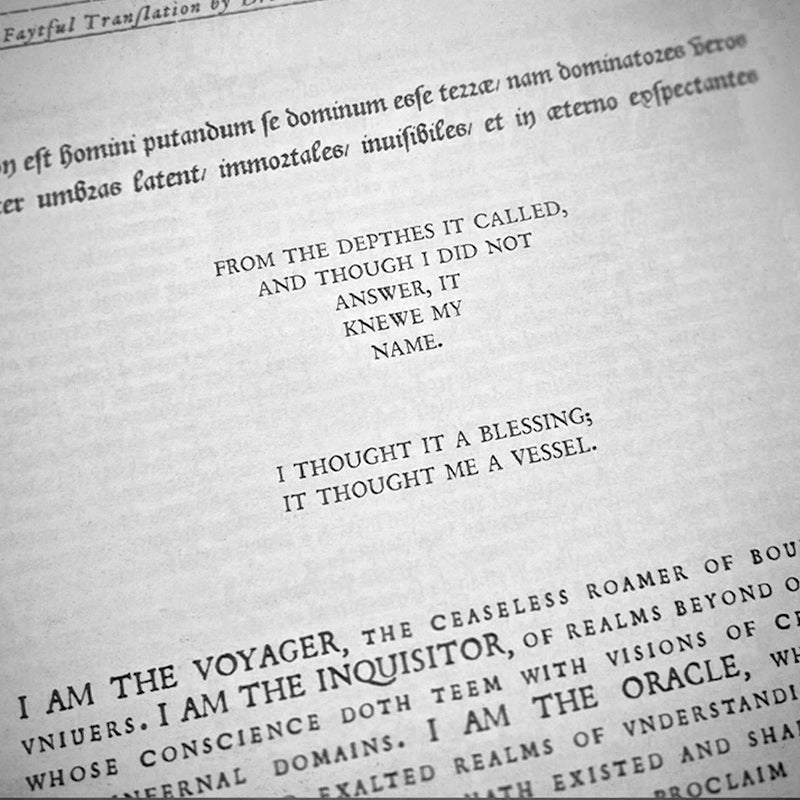 Faytful Tranſlation by
eſt homini putandum ſe dominum eſſe terræ, nam dominatores veros
umbras latent, immortales, inuiſibiles, et in æterno expſpectantes
FROM THE DEPTHES IT CALLED,
AND THOUGH I DID NOT
ANSWER, IT
KNEWE MY
NAME.
I THOUGHT IT A BLESSING;
IT THOUGHT ME A VESSEL.
I AM THE VOYAGER, THE CEASELESS ROAMER OF
VNIUERS. I AM THE INQUISITOR, OF REALMS BEYOND
WHOSE CONSCIENCE DOTH TEEM WITH VISIONS OF
DOMAINS. I AM THE ORACLE,
EXALTED REALMS OF
EXISTED AND
PROCLAIM